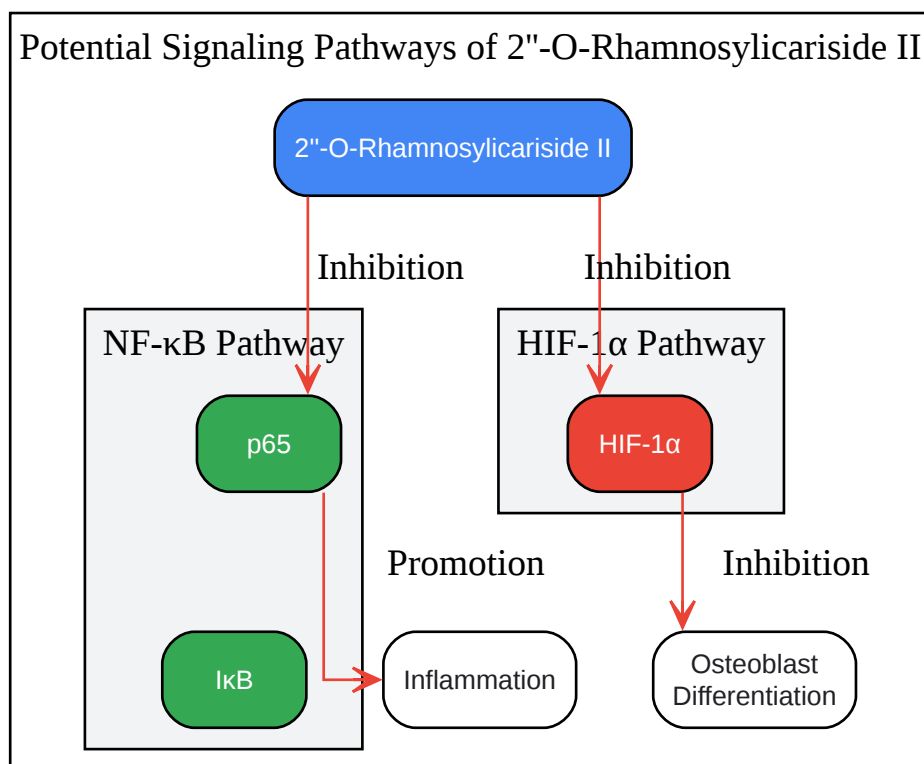 Potential Signaling Pathways of 2"-O-Rhamnosylicariside II
2"-O-Rhamnosylicariside II
Inhibition
Inhibition
NF-κB Pathway
HIF-1α Pathway
p65
HIF-1α
Promotion
Inhibition
IκB
Inflammation
Osteoblast
Differentiation